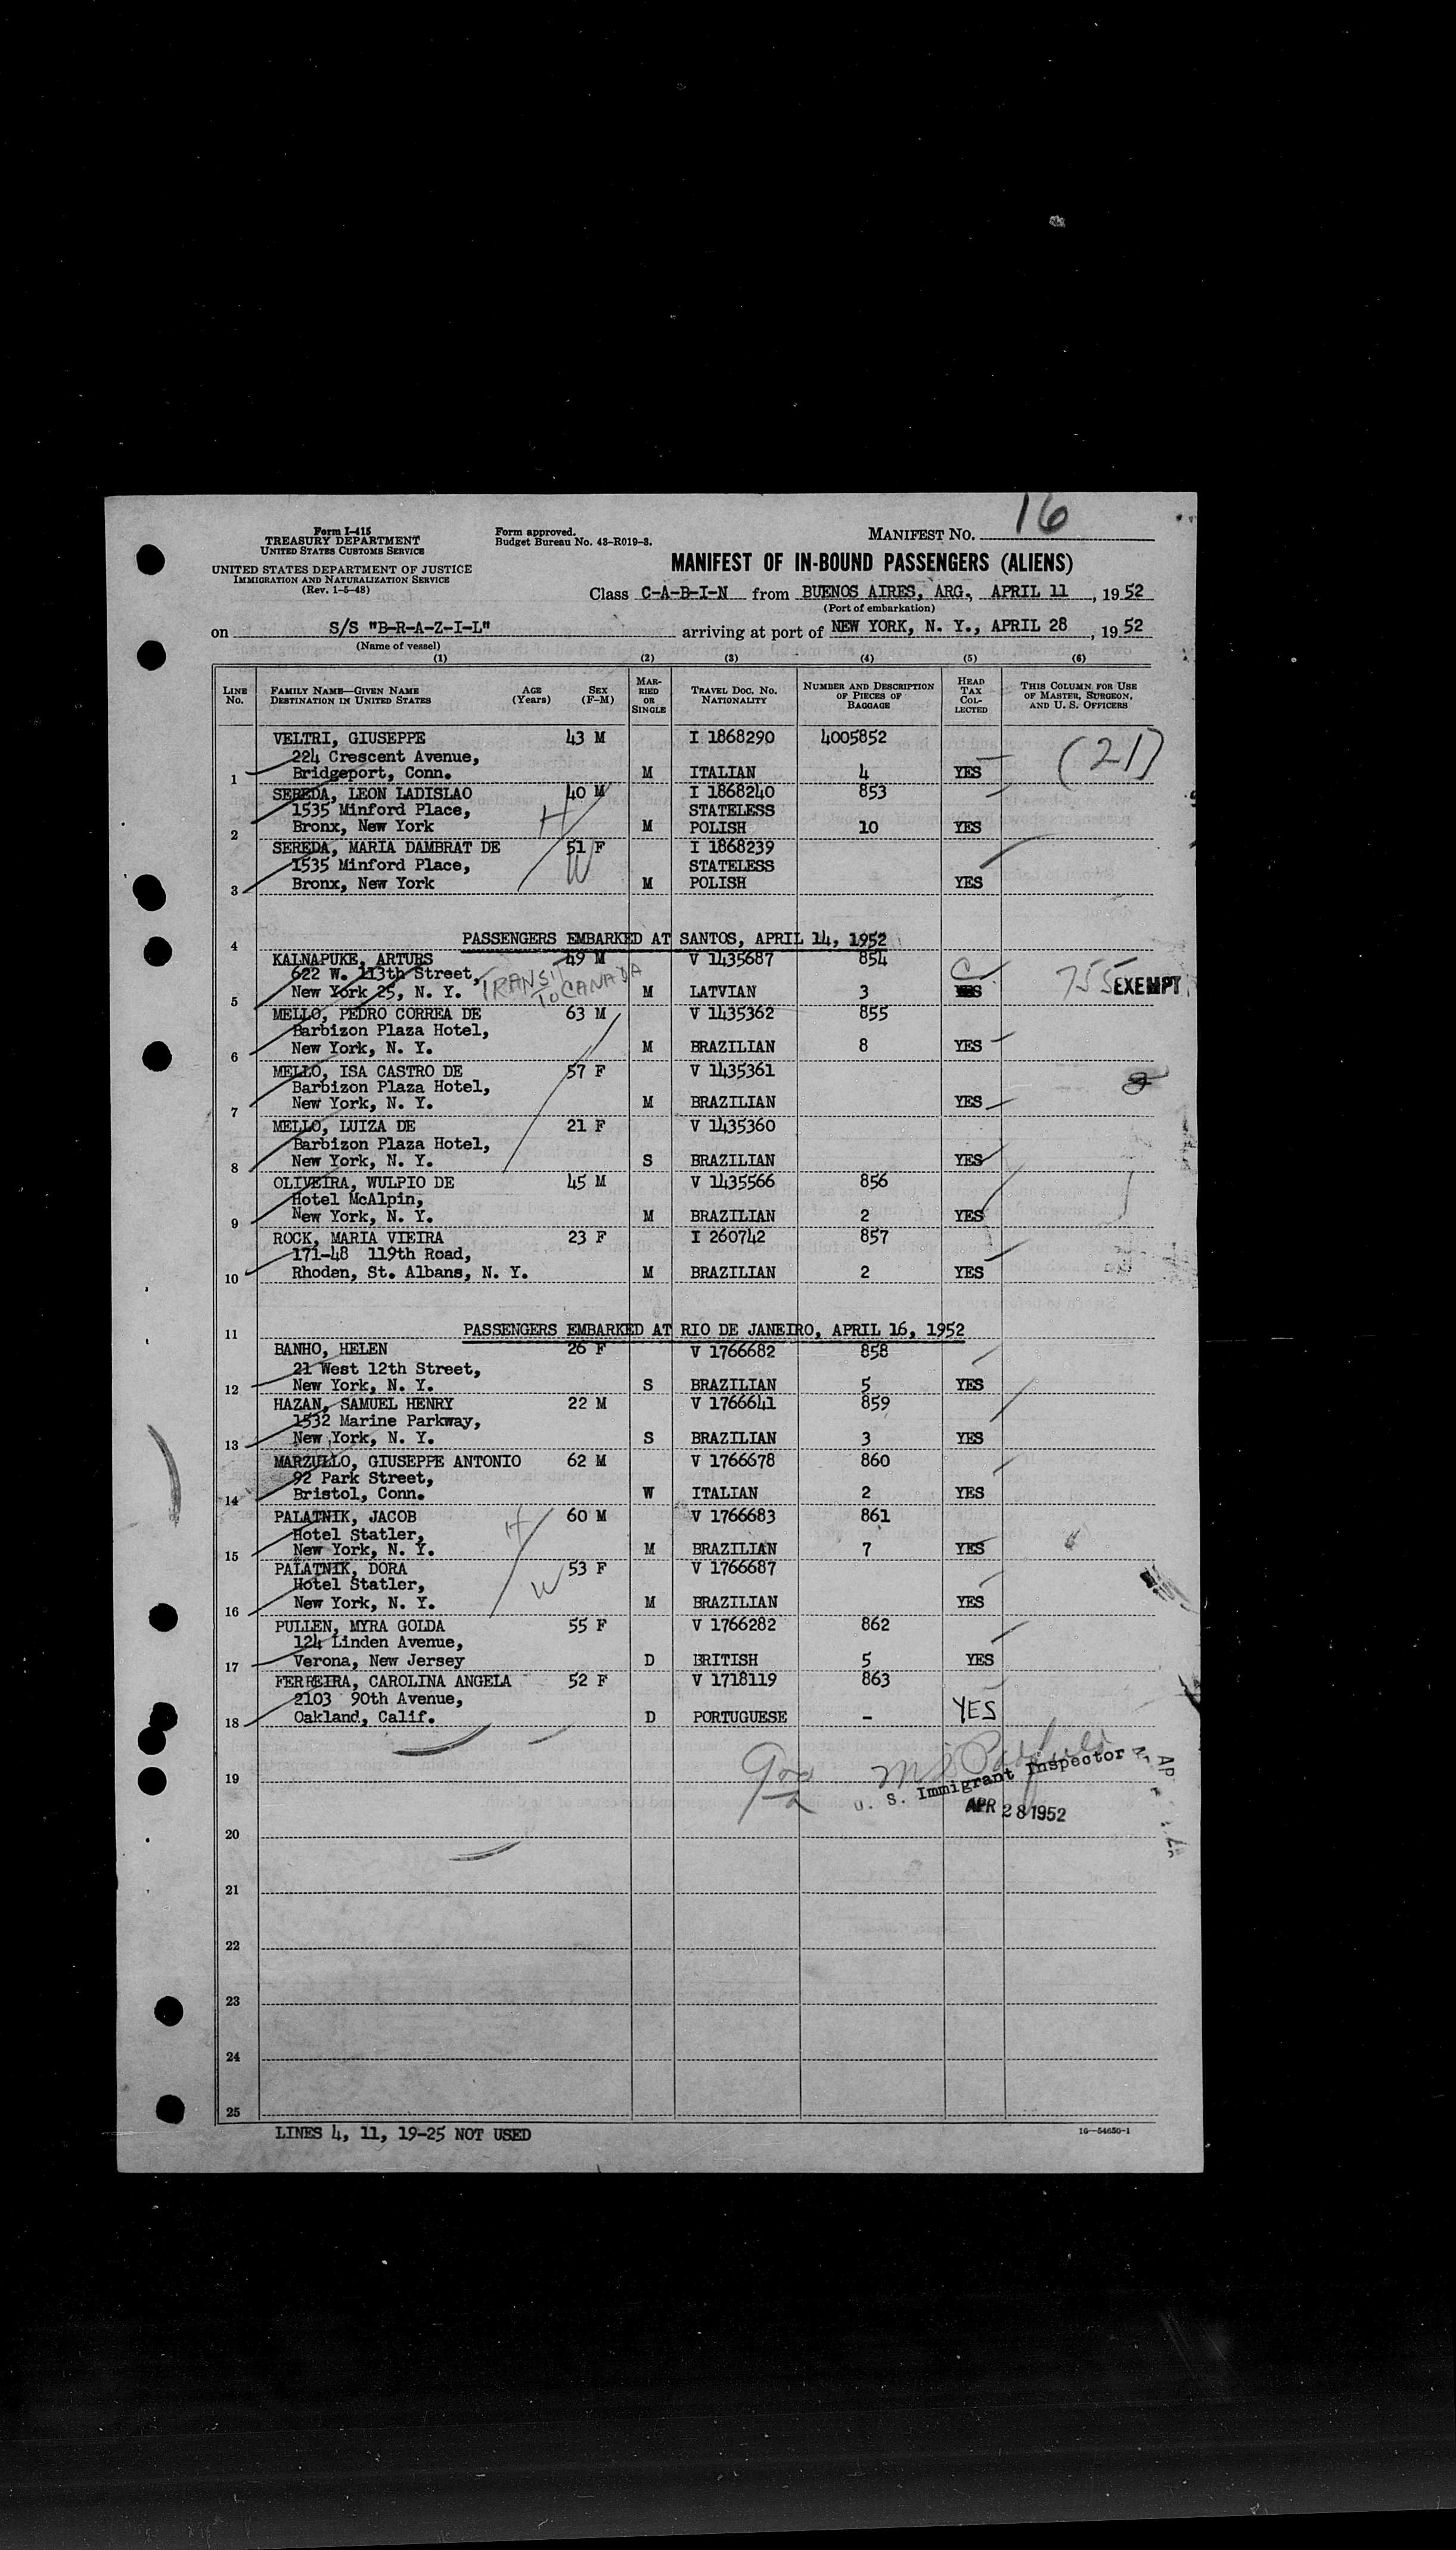 16
Form I-415
TREASURY DEPARTMENT
UNITED STATES CUSTOMS SERVICE
UNITED STATES DEPARTMENT OF JUSTICE
IMMIGRATION AND NATURALIZATION SERVICE
(Rev. 1-5-48)
Form approved.
Budget Bureau No. 43-R019-3.
MANIFEST NO.
MANIFEST OF IN-BOUND PASSENGERS (ALIENS)
Class C-A-B-I-N from BUENOS AIRES, ARG., APRIL 11, 1952
(Port of embarkation)
on S/S "B-R-A-Z-I-L" arriving at port of NEW YORK, N. Y., APRIL 28, 1952
(Name of vessel)
(1) (2) (3) (4) (5) (6)
LINE No. FAMILY NAME—GIVEN NAME DESTINATION IN UNITED STATES AGE (Years) SEX (F-M) MARRIED OR SINGLE TRAVEL DOC. NO. NATIONALITY NUMBER AND DESCRIPTION OF PIECES OF BAGGAGE HEAD TAX COLLECTED THIS COLUMN FOR USE OF MASTER, SURGEON, AND U. S. OFFICERS
VELTRI, GIUSEPPE 43 M I 1868290 4005852
224 Crescent Avenue, (21)
1 Bridgeport, Conn. M ITALIAN 4 YES
SEREDA, LEON LADISLAO 40 M I 1868240 853
1535 Minford Place, H STATELESS
2 Bronx, New York M POLISH 10 YES
SEREDA, MARIA DAMBRAT DE 51 F I 1868239
1535 Minford Place, W STATELESS
3 Bronx, New York M POLISH YES
4 PASSENGERS EMBARKED AT SANTOS, APRIL 14, 1952
KALNAPUKE, ARTURS 49 M V 1435687 854
622 W. 113th Street, TRANSIT C
5 New York 25, N. Y. TO CANADA M LATVIAN 3 YES 755 EXEMPT
MELLO, PEDRO CORREA DE 63 M V 1435362 855
Barbizon Plaza Hotel,
6 New York, N. Y. M BRAZILIAN 8 YES
MELLO, ISA CASTRO DE 57 F V 1435361
Barbizon Plaza Hotel,
7 New York, N. Y. M BRAZILIAN YES
MELLO, LUIZA DE 21 F V 1435360
Barbizon Plaza Hotel,
8 New York, N. Y. S BRAZILIAN YES
OLIVEIRA, WULPIO DE 45 M V 1435566 856
Hotel McAlpin,
9 New York, N. Y. M BRAZILIAN 2 YES
ROCK, MARIA VIEIRA 23 F I 260742 857
171-48 119th Road,
10 Rhoden, St. Albans, N. Y. M BRAZILIAN 2 YES
11 PASSENGERS EMBARKED AT RIO DE JANEIRO, APRIL 16, 1952
BANHO, HELEN 26 F V 1766682 858
21 West 12th Street,
12 New York, N. Y. S BRAZILIAN 5 YES
HAZAN, SAMUEL HENRY 22 M V 1766641 859
1532 Marine Parkway,
13 New York, N. Y. S BRAZILIAN 3 YES
MARZULLO, GIUSEPPE ANTONIO 62 M V 1766678 860
92 Park Street,
14 Bristol, Conn. W ITALIAN 2 YES
PALATNIK, JACOB H 60 M V 1766683 861
Hotel Statler,
15 New York, N. Y. M BRAZILIAN 7 YES
PALATNIK, DORA W 53 F V 1766687
Hotel Statler,
16 New York, N. Y. M BRAZILIAN YES
PULLEN, MYRA GOLDA 55 F V 1766282 862
124 Linden Avenue,
17 Verona, New Jersey D BRITISH 5 YES
FERREIRA, CAROLINA ANGELA 52 F V 1718119 863
2103 90th Avenue,
18 Oakland, Calif. D PORTUGUESE - YES
19 U. S. Immigrant Inspector
APR 28 1952
20
21
22
23
24
25
LINES 4, 11, 19-25 NOT USED
16—54650-1